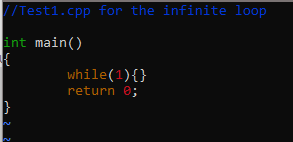 //Test1.cpp for the infinite loop
int main()
{
while(1){}
return 0;
}
~
~